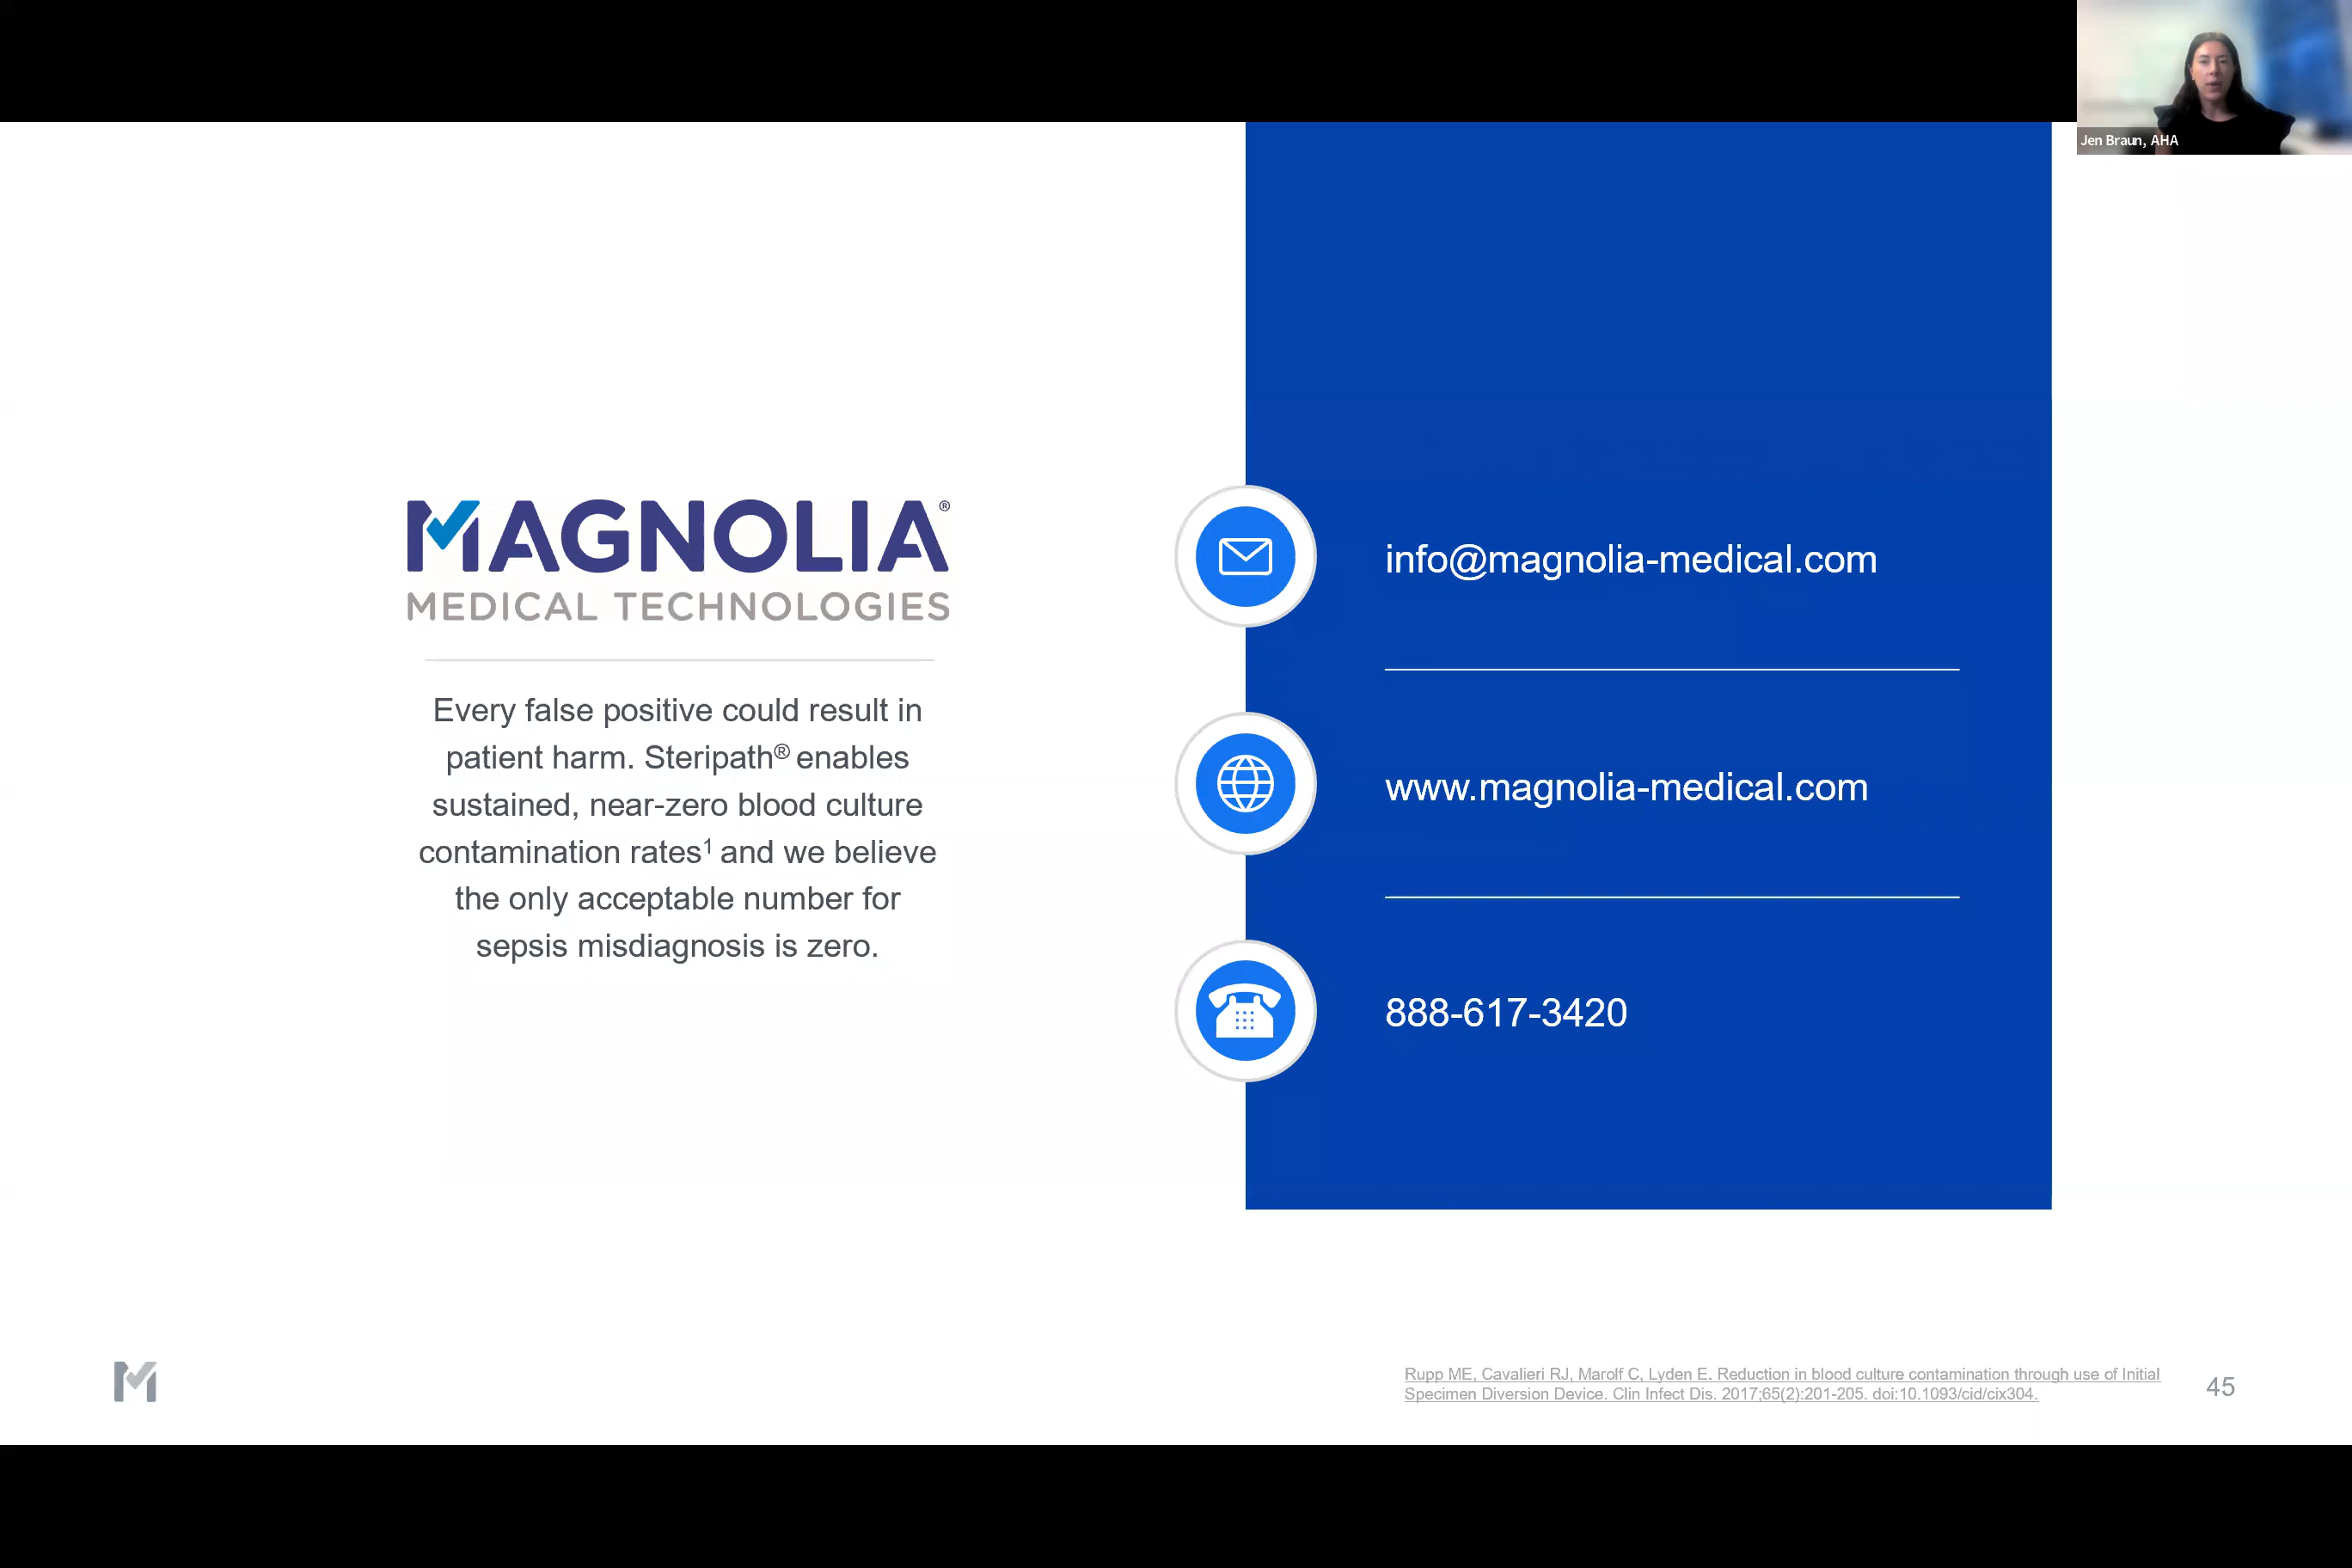 Jen Braun, AHA
MAGNOLIA®
MEDICAL TECHNOLOGIES
Every false positive could result in
patient harm. Steripath® enables
sustained, near-zero blood culture
contamination rates¹ and we believe
the only acceptable number for
sepsis misdiagnosis is zero.
info@magnolia-medical.com
www.magnolia-medical.com
888-617-3420
Rupp ME, Cavalieri RJ, Marolf C, Lyden E. Reduction in blood culture contamination through use of Initial
Specimen Diversion Device. Clin Infect Dis. 2017;65(2):201-205. doi:10.1093/cid/cix304.
45